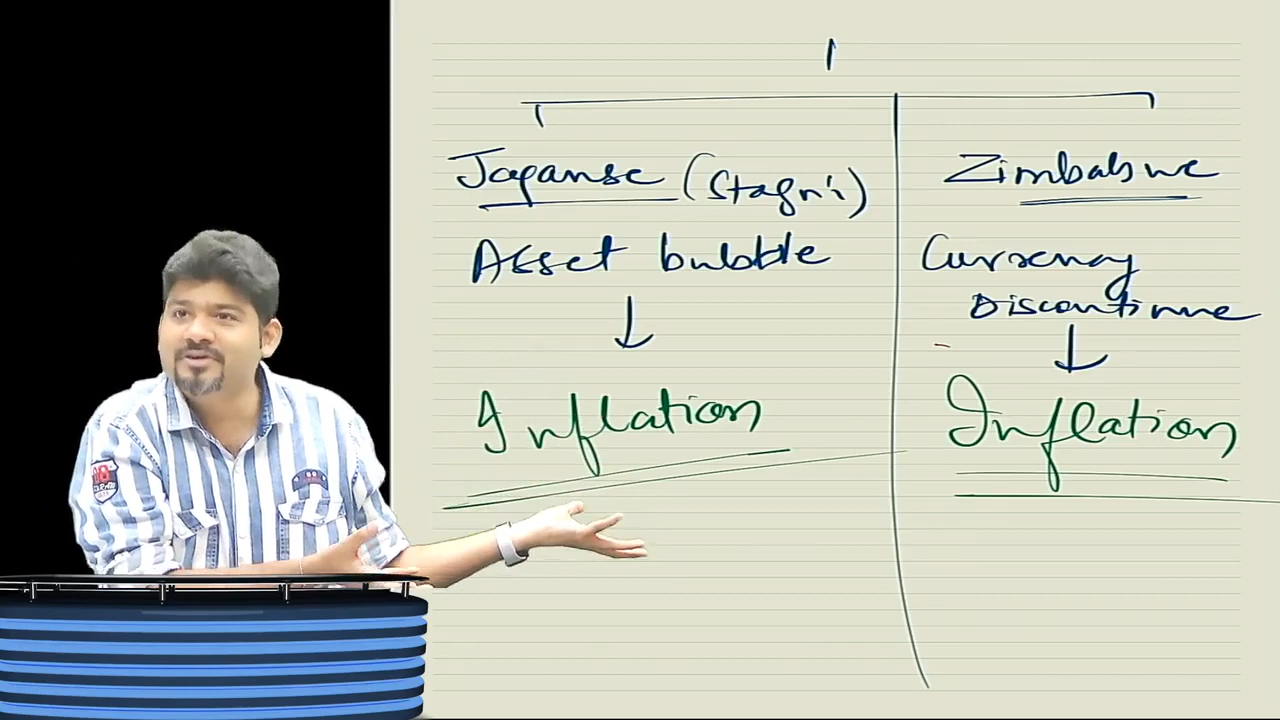 Japanse (Stagn'i)
Asset bubble
Inflation
Zimbabwe
Currency
Discontinue
Inflation